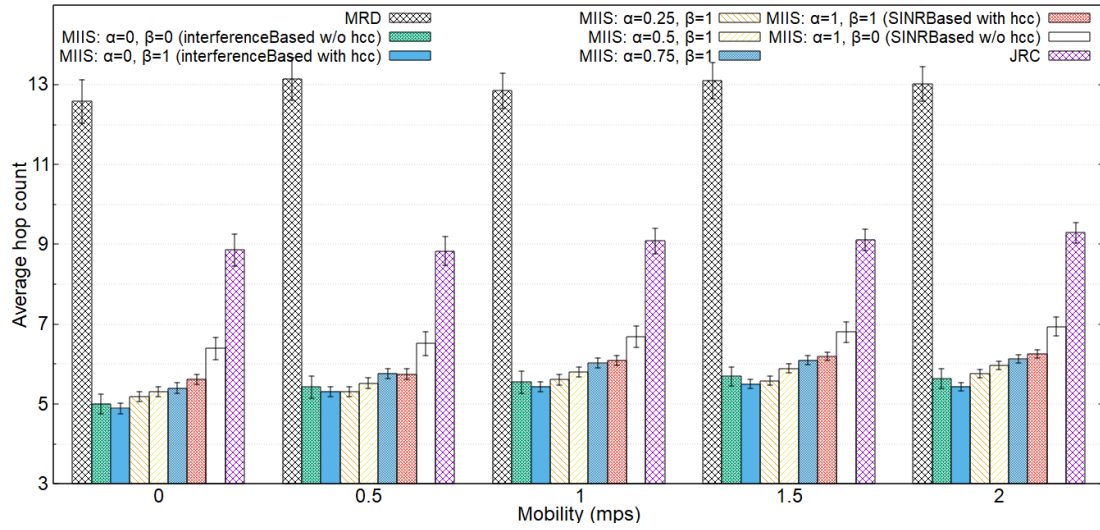 MRD
MIIS: α=0, β=0 (interferenceBased w/o hcc)
MIIS: α=0, β=1 (interferenceBased with hcc)
MIIS: α=0.25, β=1
MIIS: α=0.5, β=1
MIIS: α=0.75, β=1
MIIS: α=1, β=1 (SINRBased with hcc)
MIIS: α=1, β=0 (SINRBased w/o hcc)
JRC
Average hop count
13
11
9
7
5
3
0 0.5 1 1.5 2
Mobility (mps)